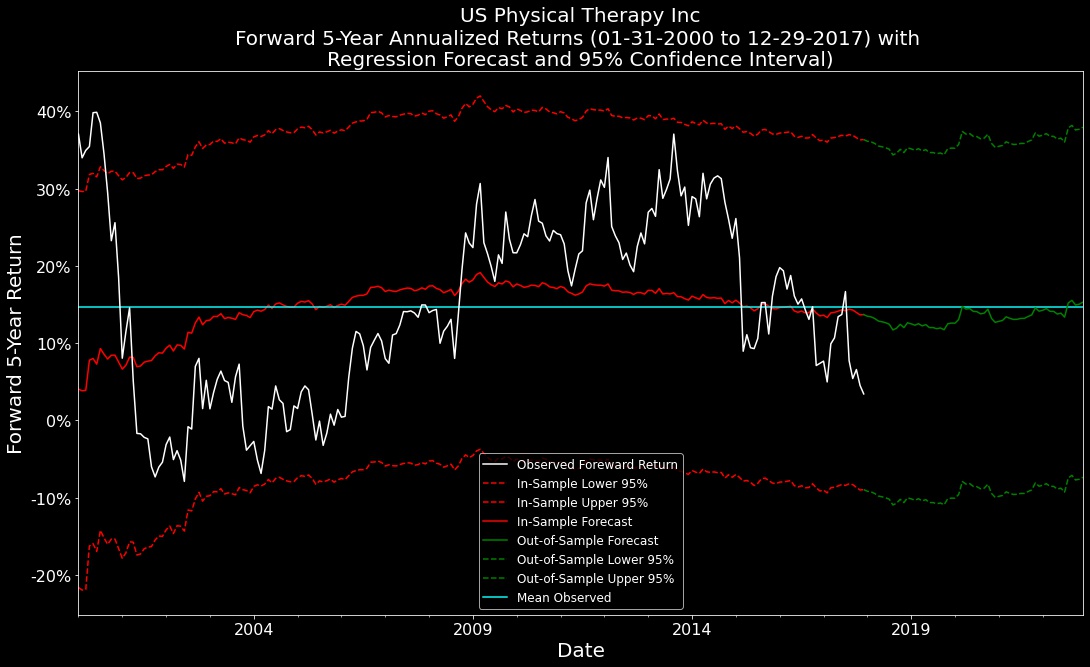 US Physical Therapy Inc
Forward 5-Year Annualized Returns (01-31-2000 to 12-29-2017) with
Regression Forecast and 95% Confidence Interval)
40%
30%
20%
10%
0%
-10%
-20%
Forward 5-Year Return
Observed Foreward Return
In-Sample Lower 95%
In-Sample Upper 95%
In-Sample Forecast
Out-of-Sample Forecast
Out-of-Sample Lower 95%
Out-of-Sample Upper 95%
Mean Observed
2004 2009 2014 2019
Date